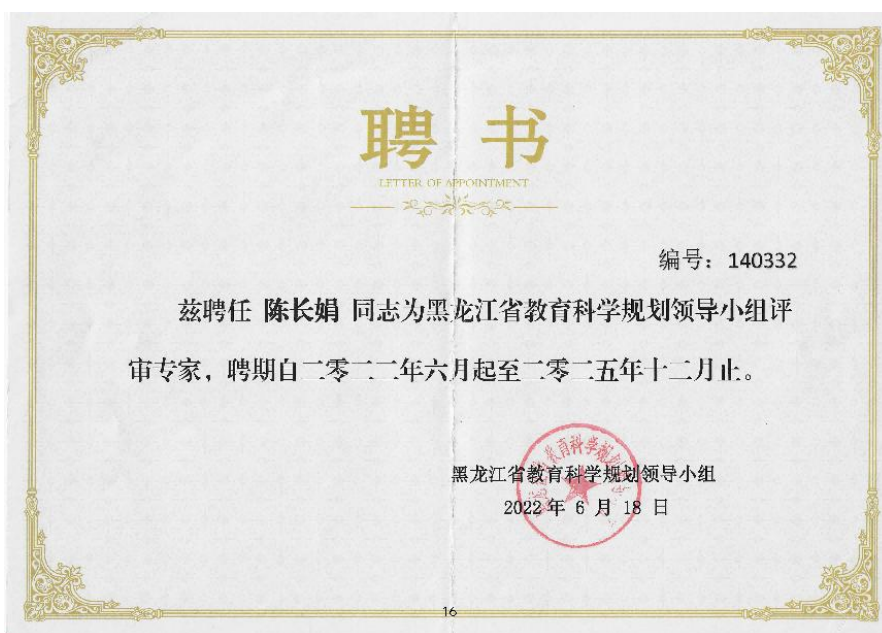 聘 书
LETTER OF APPOINTMENT
编号：140332
兹聘任 陈长娟 同志为黑龙江省教育科学规划领导小组评
审专家，聘期自二零二二年六月起至二零二五年十二月止。
黑龙江省教育科学规划领导小组
2022 年 6 月 18 日
16